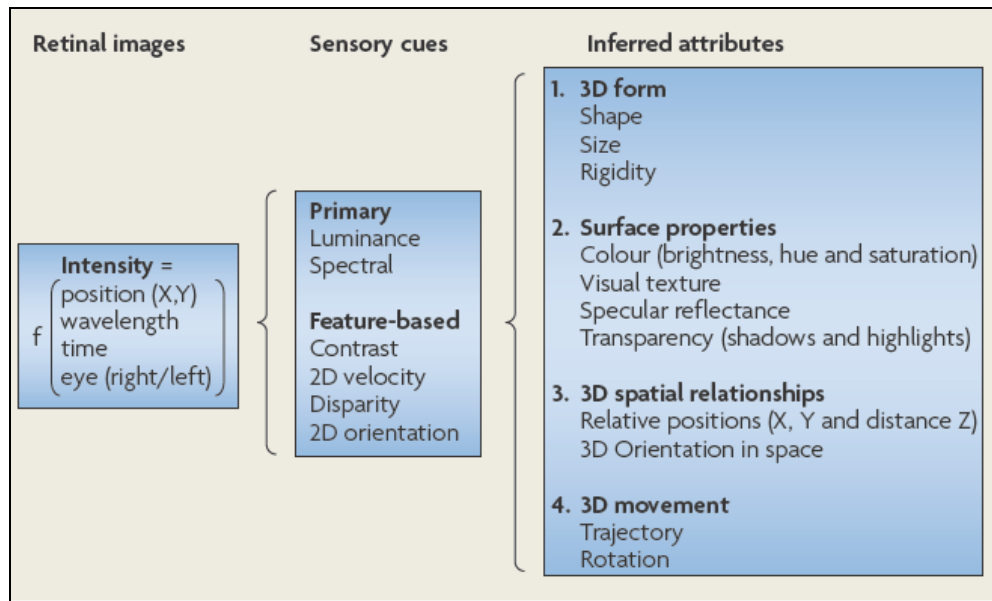 Retinal images
Sensory cues
Inferred attributes
Intensity =
f
position (X,Y)
wavelength
time
eye (right/left)
Primary
Luminance
Spectral
Feature-based
Contrast
2D velocity
Disparity
2D orientation
1. 3D form
Shape
Size
Rigidity
2. Surface properties
Colour (brightness, hue and saturation)
Visual texture
Specular reflectance
Transparency (shadows and highlights)
3. 3D spatial relationships
Relative positions (X, Y and distance Z)
3D Orientation in space
4. 3D movement
Trajectory
Rotation